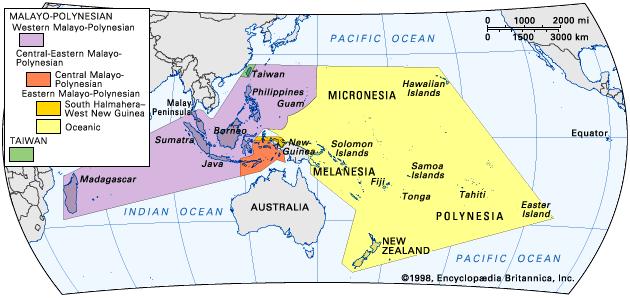 MALAYO-POLYNESIAN
Western Malayo-Polynesian
Central-Eastern Malayo-
Polynesian
Central Malayo-
Polynesian
Eastern Malayo-Polynesian
South Halmahera–
West New Guinea
Oceanic
TAIWAN
0 1000 2000 mi
0 3000 km
PACIFIC OCEAN
Taiwan
Philippines
Guam
MICRONESIA
Hawaiian
Islands
Malay
Peninsula
Sumatra
Borneo
Java
New
Guinea
Solomon
Islands
MELANESIA
Equator
Samoa
Islands
Fiji
Tonga
Tahiti
POLYNESIA
Easter
Island
Madagascar
INDIAN OCEAN
AUSTRALIA
NEW
ZEALAND
PACIFIC OCEAN
©1998, Encyclopædia Britannica, Inc.